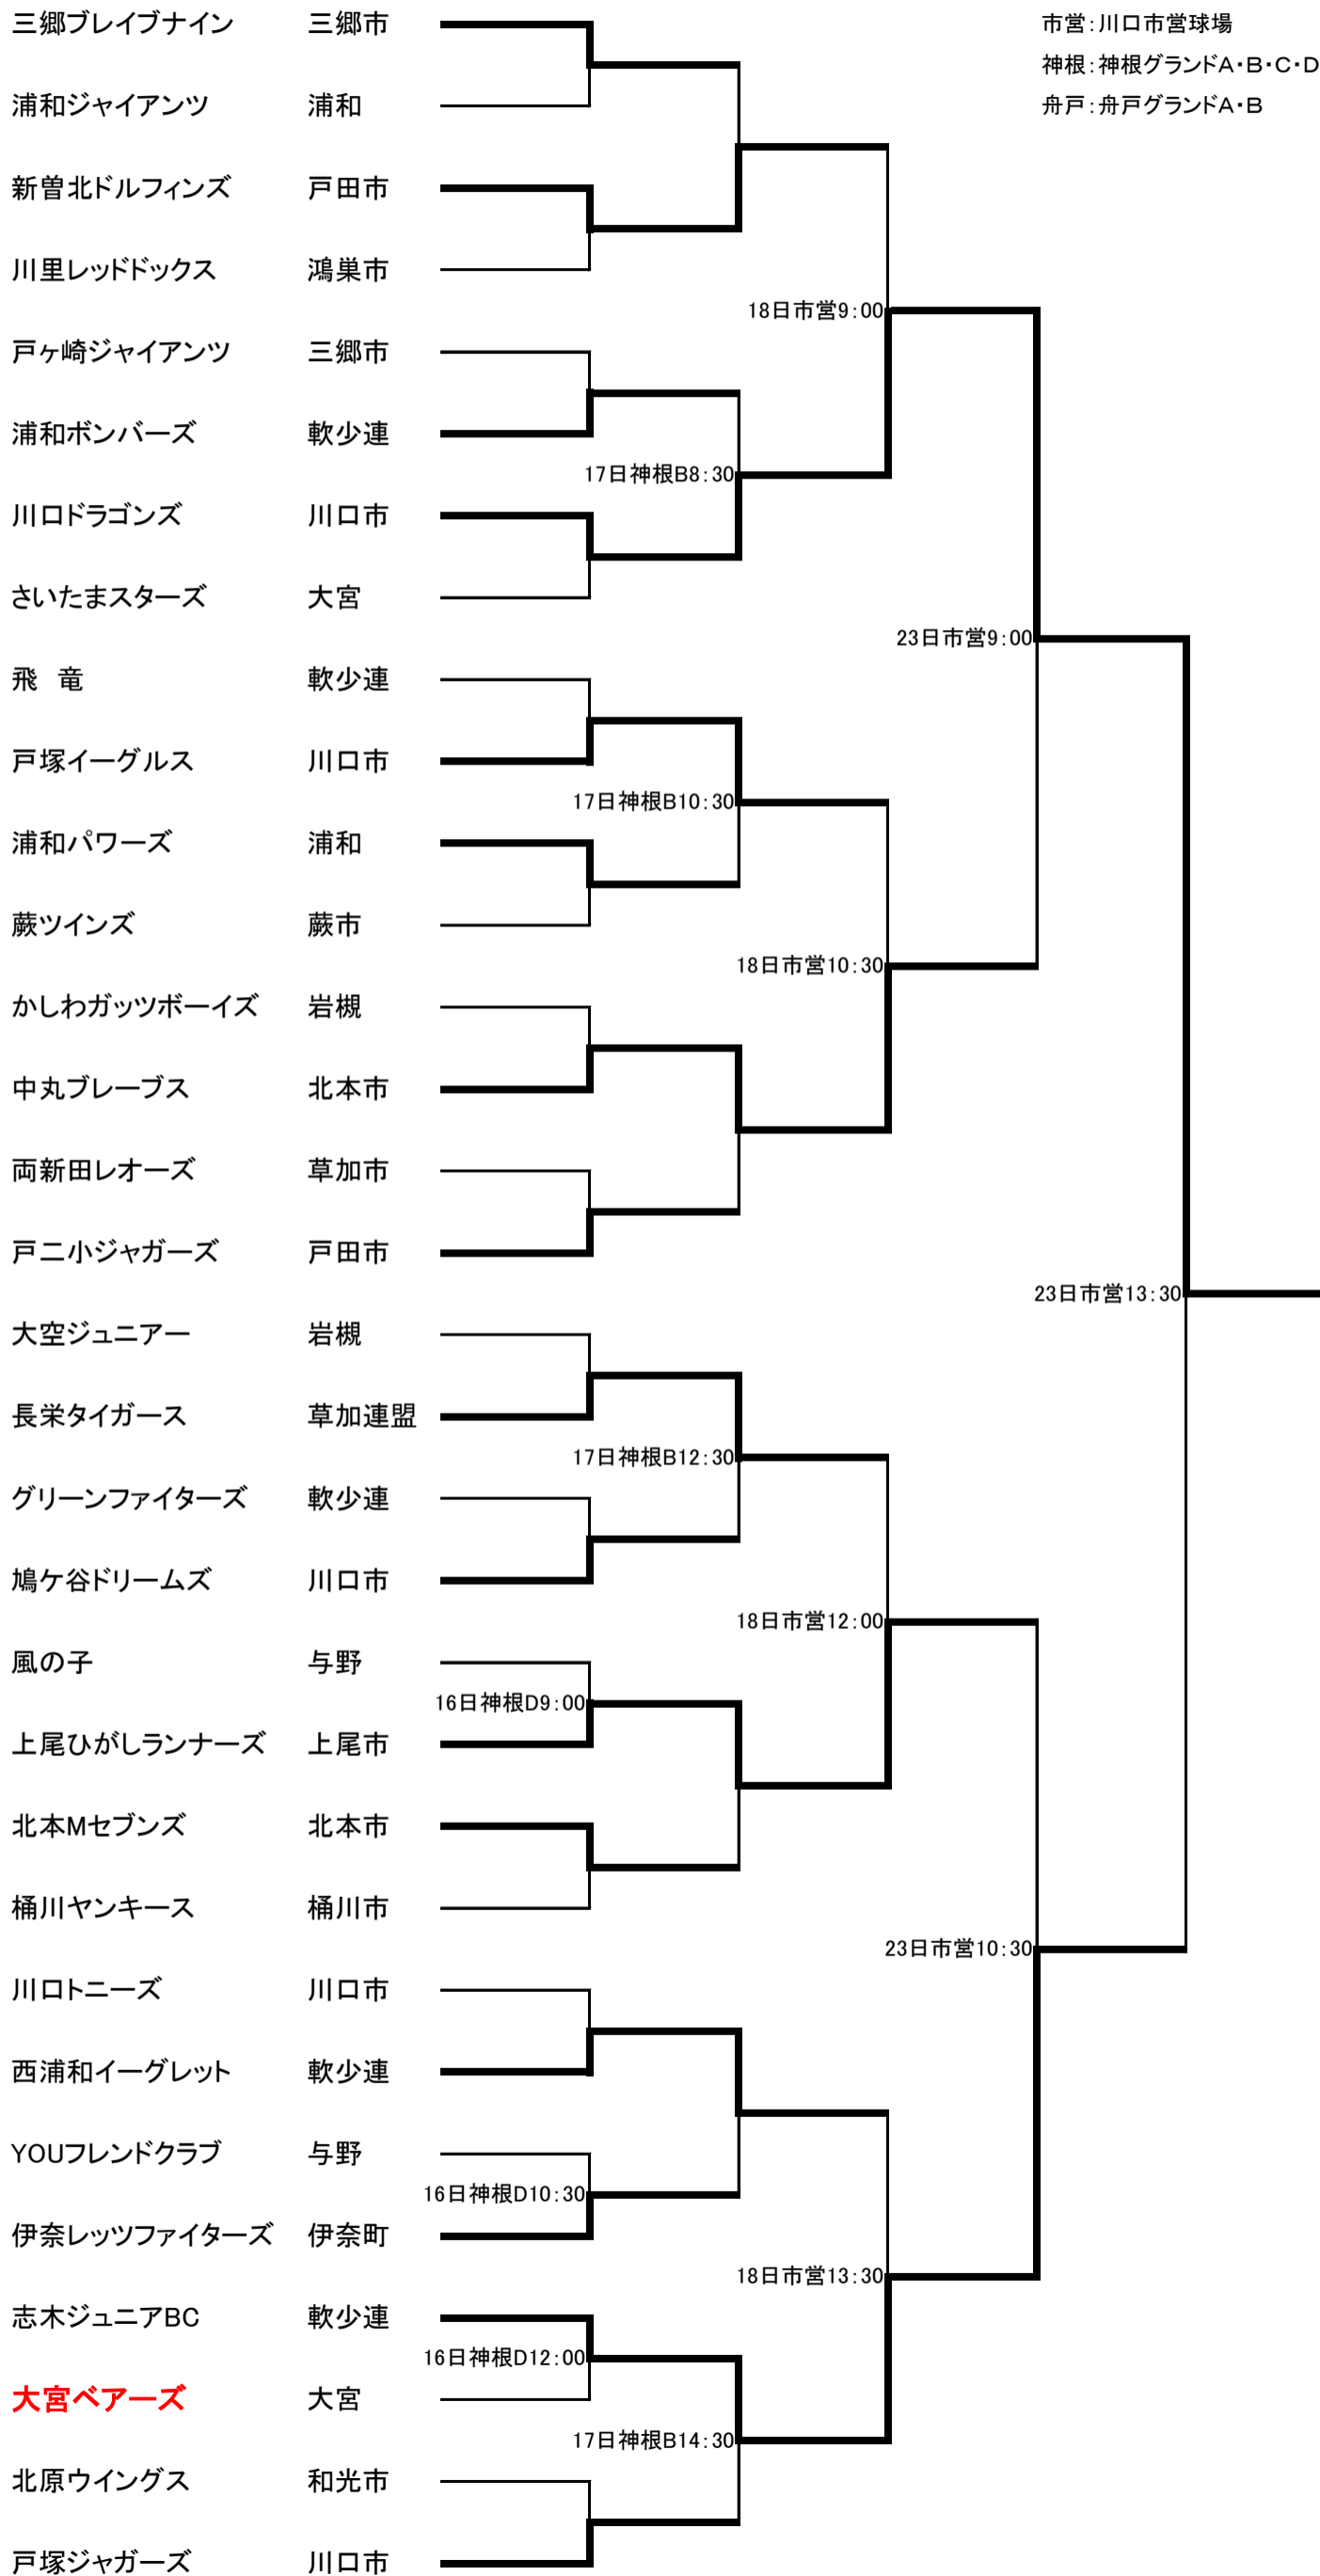 三郷ブレイブナイン 三郷市 市営：川口市営球場
神根：神根グランドA・B・C・D
浦和ジャイアンツ 浦和 舟戸：舟戸グランドA・B
新曽北ドルフィンズ 戸田市
川里レッドドックス 鴻巣市
18日市営9：00
戸ヶ崎ジャイアンツ 三郷市
浦和ボンバーズ 軟少連
17日神根B8：30
川口ドラゴンズ 川口市
さいたまスターズ 大宮
23日市営9：00
飛　竜 軟少連
戸塚イーグルス 川口市
17日神根B10：30
浦和パワーズ 浦和
蕨ツインズ 蕨市
18日市営10：30
かしわガッツボーイズ 岩槻
中丸ブレーブス 北本市
両新田レオーズ 草加市
戸二小ジャガーズ 戸田市
23日市営13：30
大空ジュニアー 岩槻
長栄タイガース 草加連盟
17日神根B12：30
グリーンファイターズ 軟少連
鳩ケ谷ドリームズ 川口市
18日市営12：00
風の子 与野
16日神根D9：00
上尾ひがしランナーズ 上尾市
北本Mセブンズ 北本市
桶川ヤンキース 桶川市
23日市営10：30
川口トニーズ 川口市
西浦和イーグレット 軟少連
YOUフレンドクラブ 与野
16日神根D10：30
伊奈レッツファイターズ 伊奈町
18日市営13：30
志木ジュニアBC 軟少連
16日神根D12：00
大宮ベアーズ 大宮
17日神根B14：30
北原ウイングス 和光市
戸塚ジャガーズ 川口市